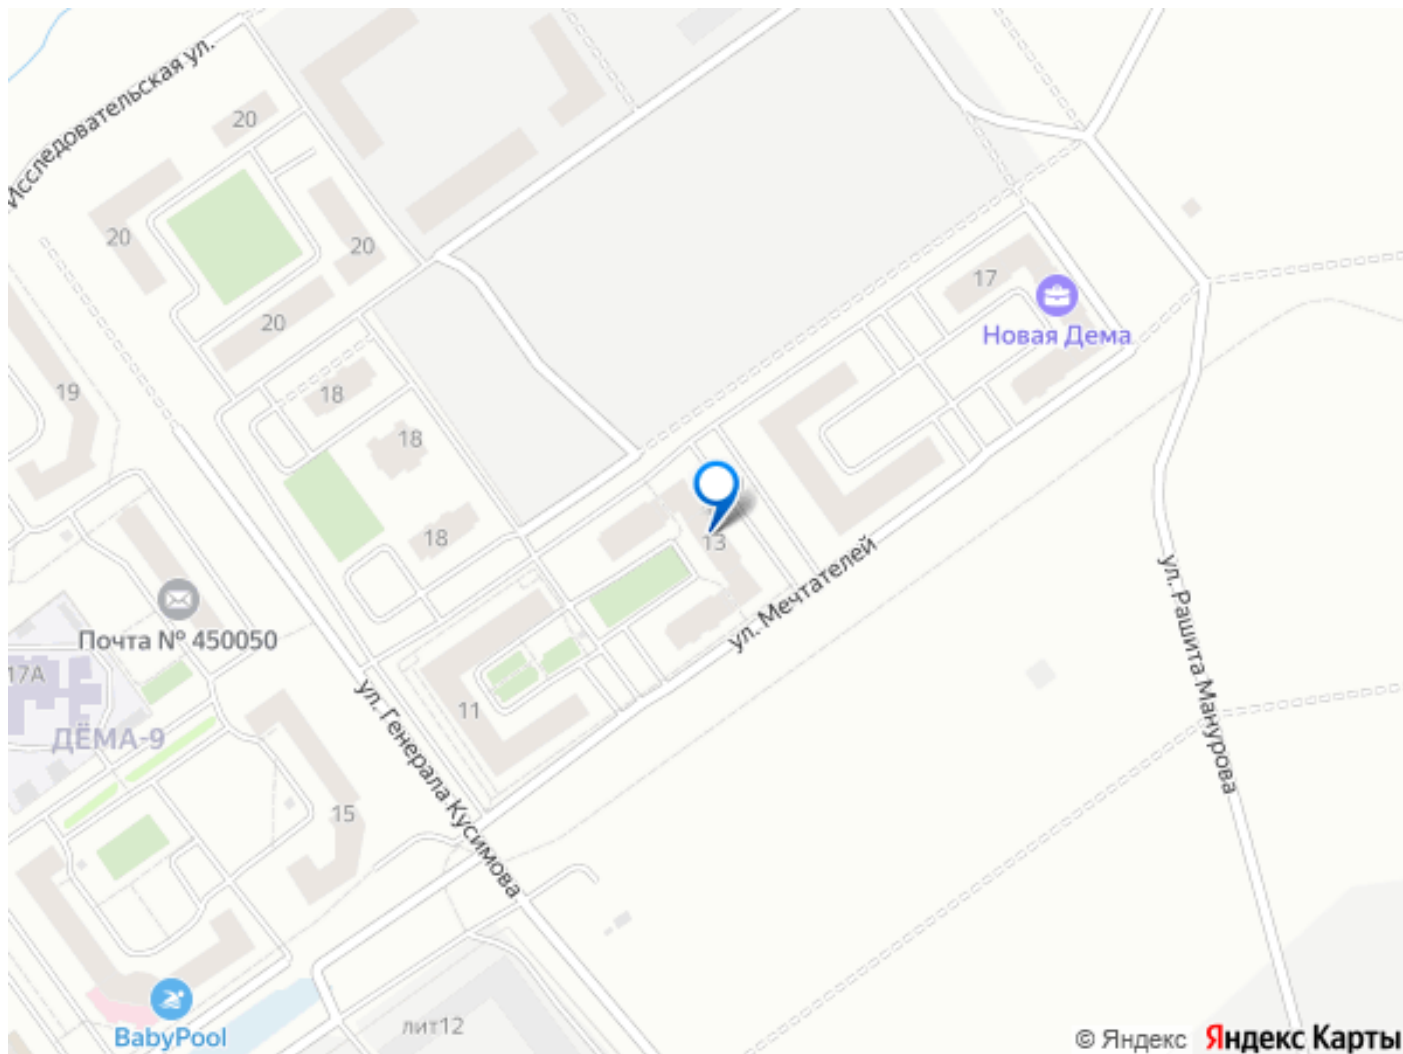 Исследовательская ул.
20
20
20
20
17
Новая Дема
19
18
18
18
13
ул. Мечтателей
ул. Рашита Манурова
Почта № 450050
17А
ДЁМА-9
11
ул. Генерала Кусимова
15
BabyPool
лит12
© Яндекс Яндекс Карты